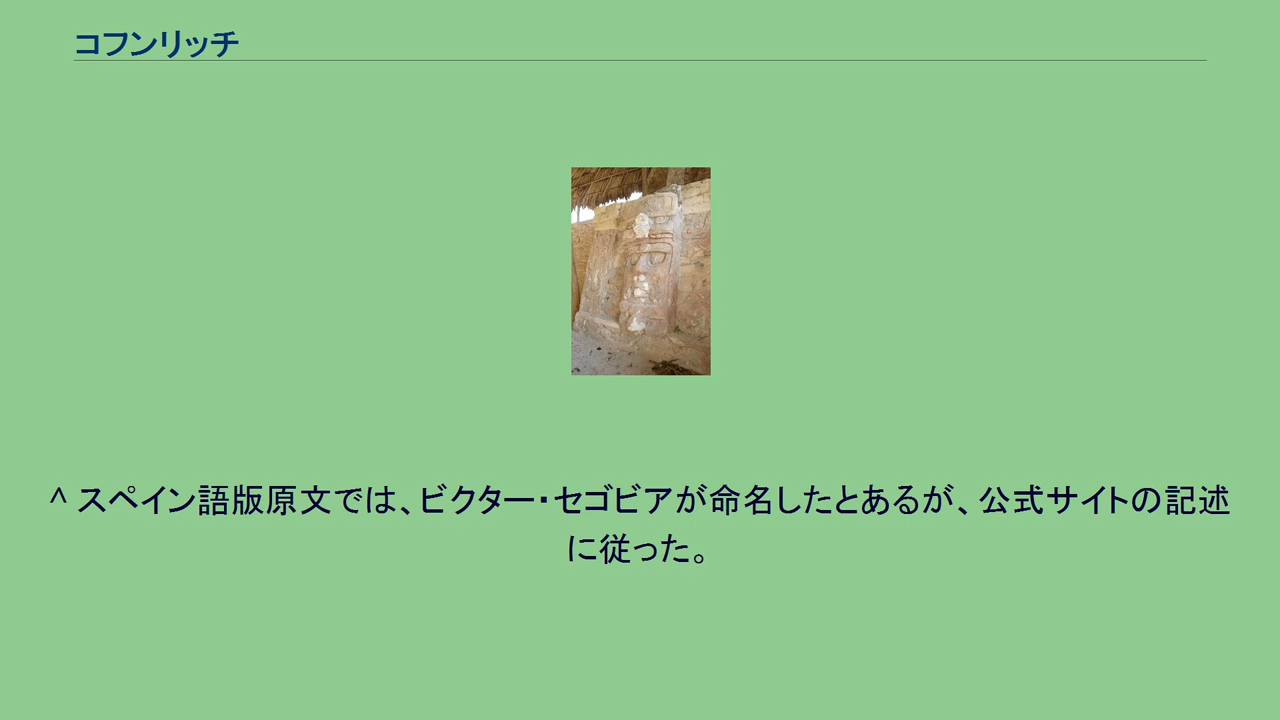 コフンリッチ
^ スペイン語版原文では、ビクター・セゴビアが命名したとあるが、公式サイトの記述
に従った。